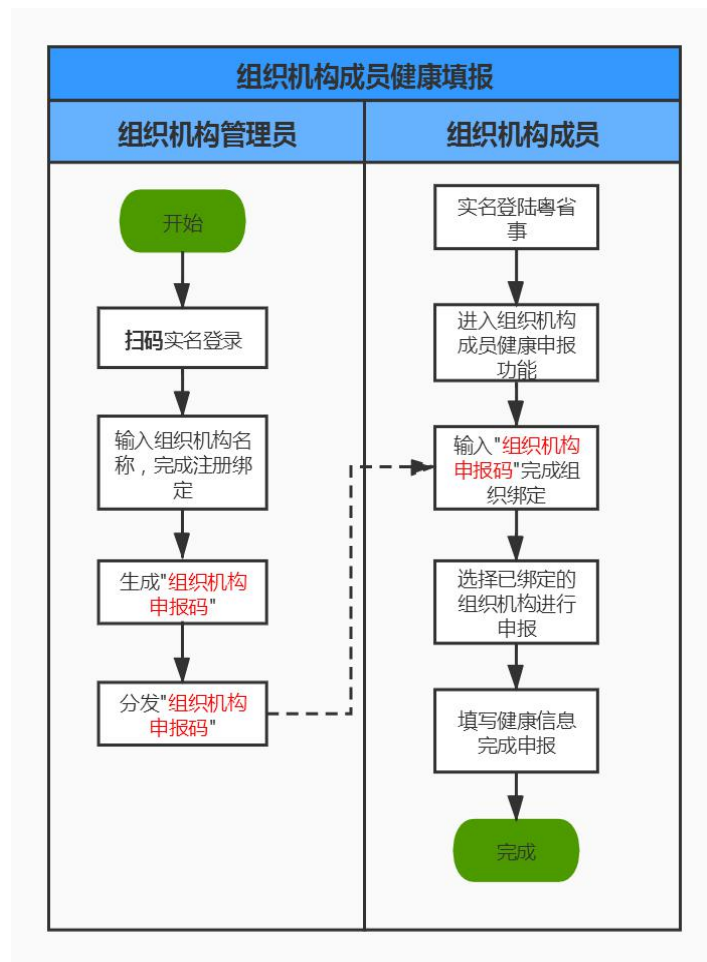 组织机构成员健康填报
组织机构管理员
组织机构成员
开始
扫码实名登录
输入组织机构名
称，完成注册绑
定
生成"组织机构
申报码"
分发"组织机构
申报码"
实名登陆粤省
事
进入组织机构
成员健康申报
功能
输入"组织机构
申报码"完成组
织绑定
选择已绑定的
组织机构进行
申报
填写健康信息
完成申报
完成